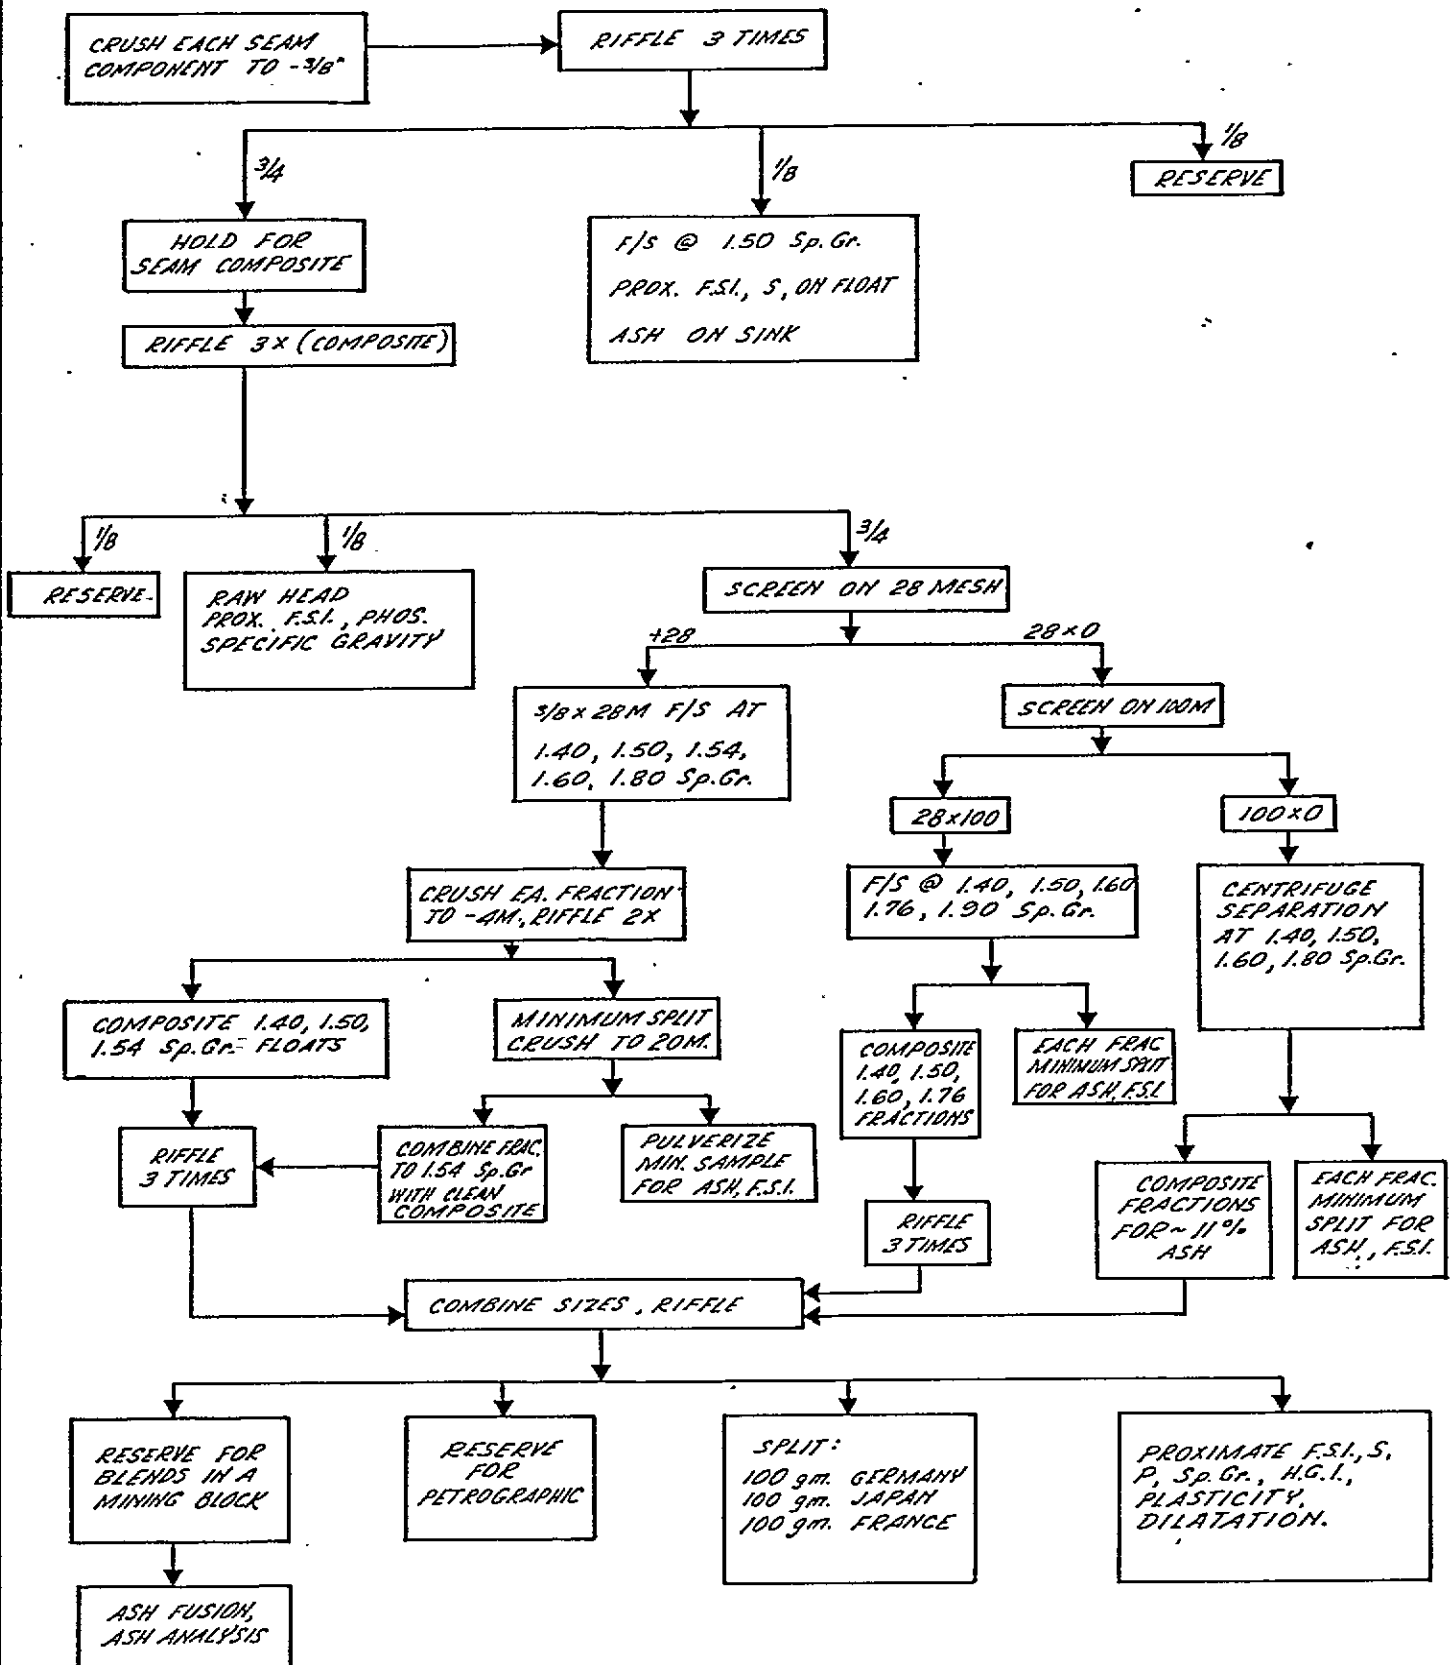 CRUSH EACH SEAM
COMPONENT TO -3/8"
RIFFLE 3 TIMES
3/4
1/8
1/8
RESERVE
HOLD FOR
SEAM COMPOSITE
F/S @ 1.50 Sp.Gr.
PROX. F.S.I., S, ON FLOAT
ASH ON SINK
RIFFLE 3X (COMPOSITE)
1/8
1/8
3/4
RESERVE
RAW HEAD
PROX. F.S.I., PHOS.
SPECIFIC GRAVITY
SCREEN ON 28 MESH
+28
28x0
3/8 x 28M F/S AT
1.40, 1.50, 1.54,
1.60, 1.80 Sp.Gr.
SCREEN ON 100M
28x100
100x0
CRUSH EA. FRACTION
TO -4M., RIFFLE 2X
F/S @ 1.40, 1.50, 1.60
1.76, 1.90 Sp.Gr.
CENTRIFUGE
SEPARATION
AT 1.40, 1.50,
1.60, 1.80 Sp.Gr.
COMPOSITE 1.40, 1.50,
1.54 Sp.Gr. FLOATS
MINIMUM SPLIT
CRUSH TO 20M.
COMPOSITE
1.40, 1.50,
1.60, 1.76
FRACTIONS
EACH FRAC
MINIMUM SPLIT
FOR ASH, F.S.I.
RIFFLE
3 TIMES
COMBINE FRAC.
TO 1.54 Sp.Gr
WITH CLEAN
COMPOSITE
PULVERIZE
MIN. SAMPLE
FOR ASH, F.S.I.
RIFFLE
3 TIMES
COMPOSITE
FRACTIONS
FOR ~ 11%
ASH
EACH FRAC.
MINIMUM
SPLIT FOR
ASH, F.S.I.
COMBINE SIZES, RIFFLE
RESERVE FOR
BLENDS IN A
MINING BLOCK
RESERVE
FOR
PETROGRAPHIC
SPLIT:
100 gm. GERMANY
100 gm. JAPAN
100 gm. FRANCE
PROXIMATE F.S.I., S,
P, Sp.Gr., H.G.I.,
PLASTICITY,
DILATATION.
ASH FUSION,
ASH ANALYSIS